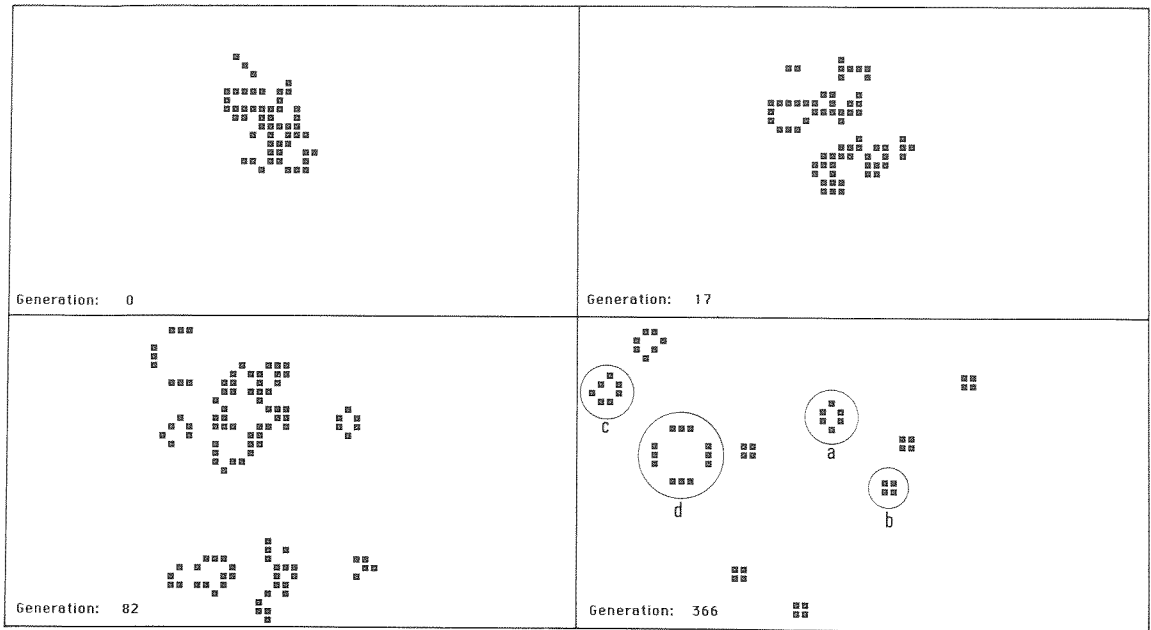 Generation: 0
Generation: 17
Generation: 82
c
d
a
b
Generation: 366